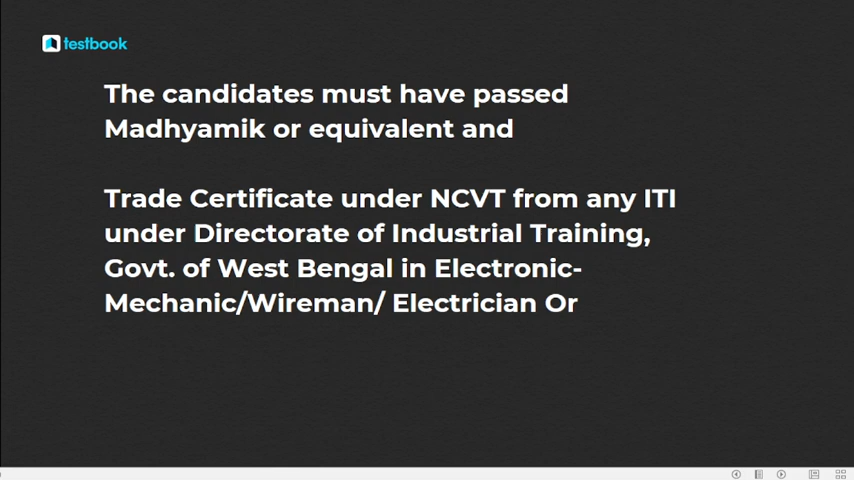 testbook
The candidates must have passed
Madhyamik or equivalent and
Trade Certificate under NCVT from any ITI
under Directorate of Industrial Training,
Govt. of West Bengal in Electronic-
Mechanic/Wireman/ Electrician Or